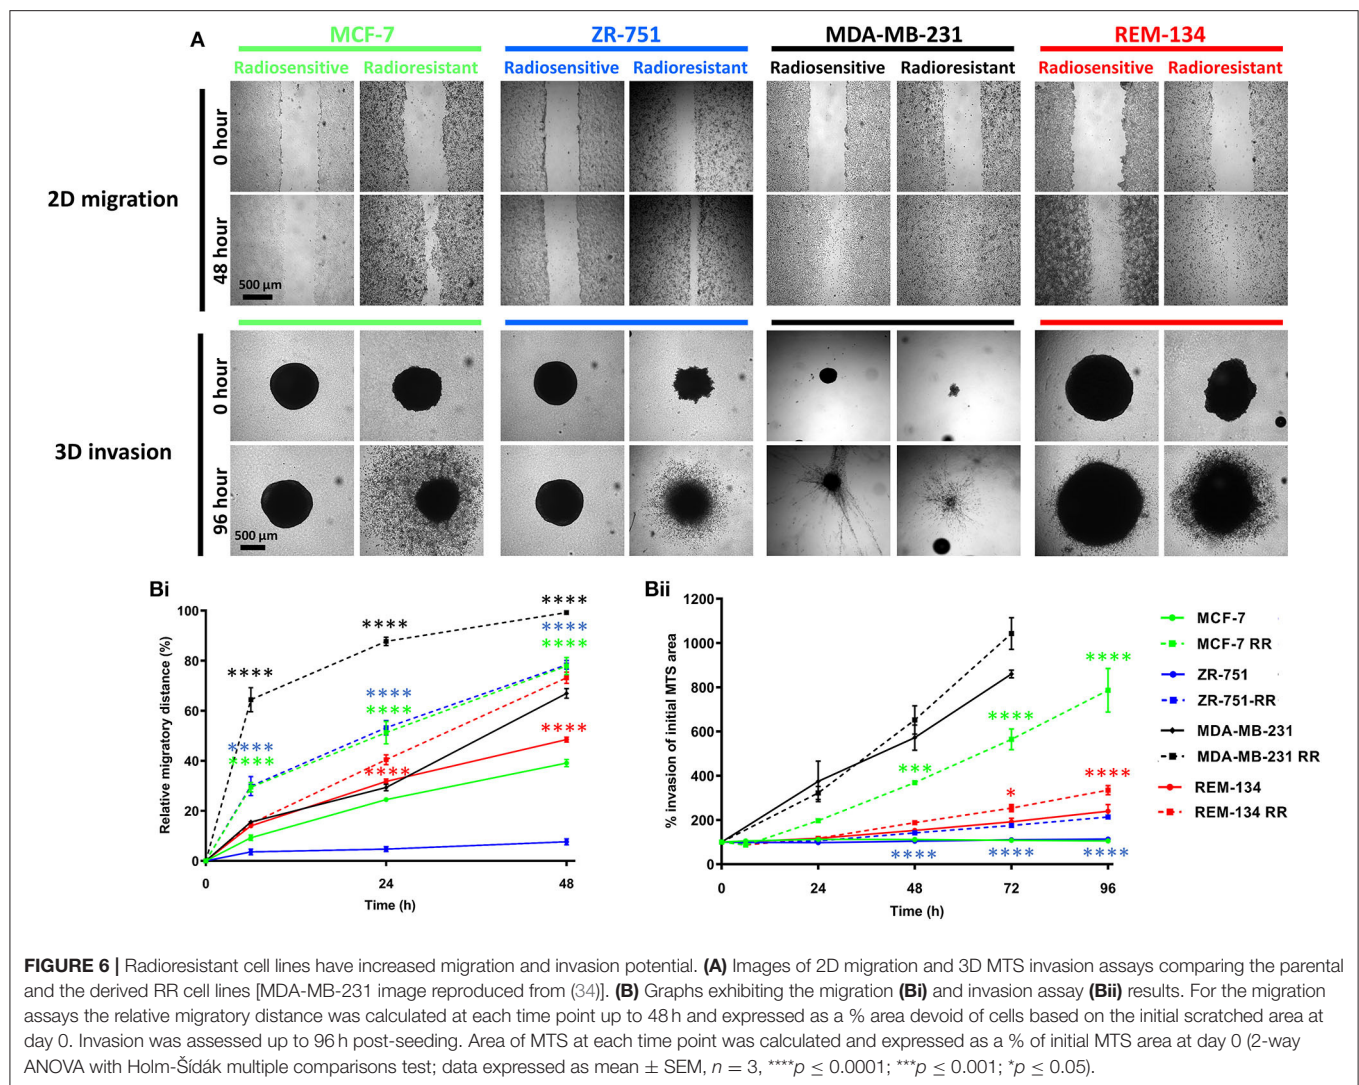 A
MCF-7 ZR-751 MDA-MB-231 REM-134
Radiosensitive Radioresistant Radiosensitive Radioresistant Radiosensitive Radioresistant Radiosensitive Radioresistant
2D migration
0 hour
48 hour
500 µm
3D invasion
0 hour
96 hour
500 µm
Bi
Relative migratory distance (%)
100
80
60
40
20
0
0 24 48
Time (h)
****
****
****
****
****
****
****
****
****
****
****
Bii
% invasion of initial MTS area
1200
1000
800
600
400
200
0
0 24 48 72 96
Time (h)
***
****
****
*
****
**** **** ****
MCF-7
MCF-7 RR
ZR-751
ZR-751-RR
MDA-MB-231
MDA-MB-231 RR
REM-134
REM-134 RR
FIGURE 6 | Radioresistant cell lines have increased migration and invasion potential. (A) Images of 2D migration and 3D MTS invasion assays comparing the parental
and the derived RR cell lines [MDA-MB-231 image reproduced from (34)]. (B) Graphs exhibiting the migration (Bi) and invasion assay (Bii) results. For the migration
assays the relative migratory distance was calculated at each time point up to 48 h and expressed as a % area devoid of cells based on the initial scratched area at
day 0. Invasion was assessed up to 96 h post-seeding. Area of MTS at each time point was calculated and expressed as a % of initial MTS area at day 0 (2-way
ANOVA with Holm-Šídák multiple comparisons test; data expressed as mean ± SEM, n = 3, ****p ≤ 0.0001; ***p ≤ 0.001; *p ≤ 0.05).